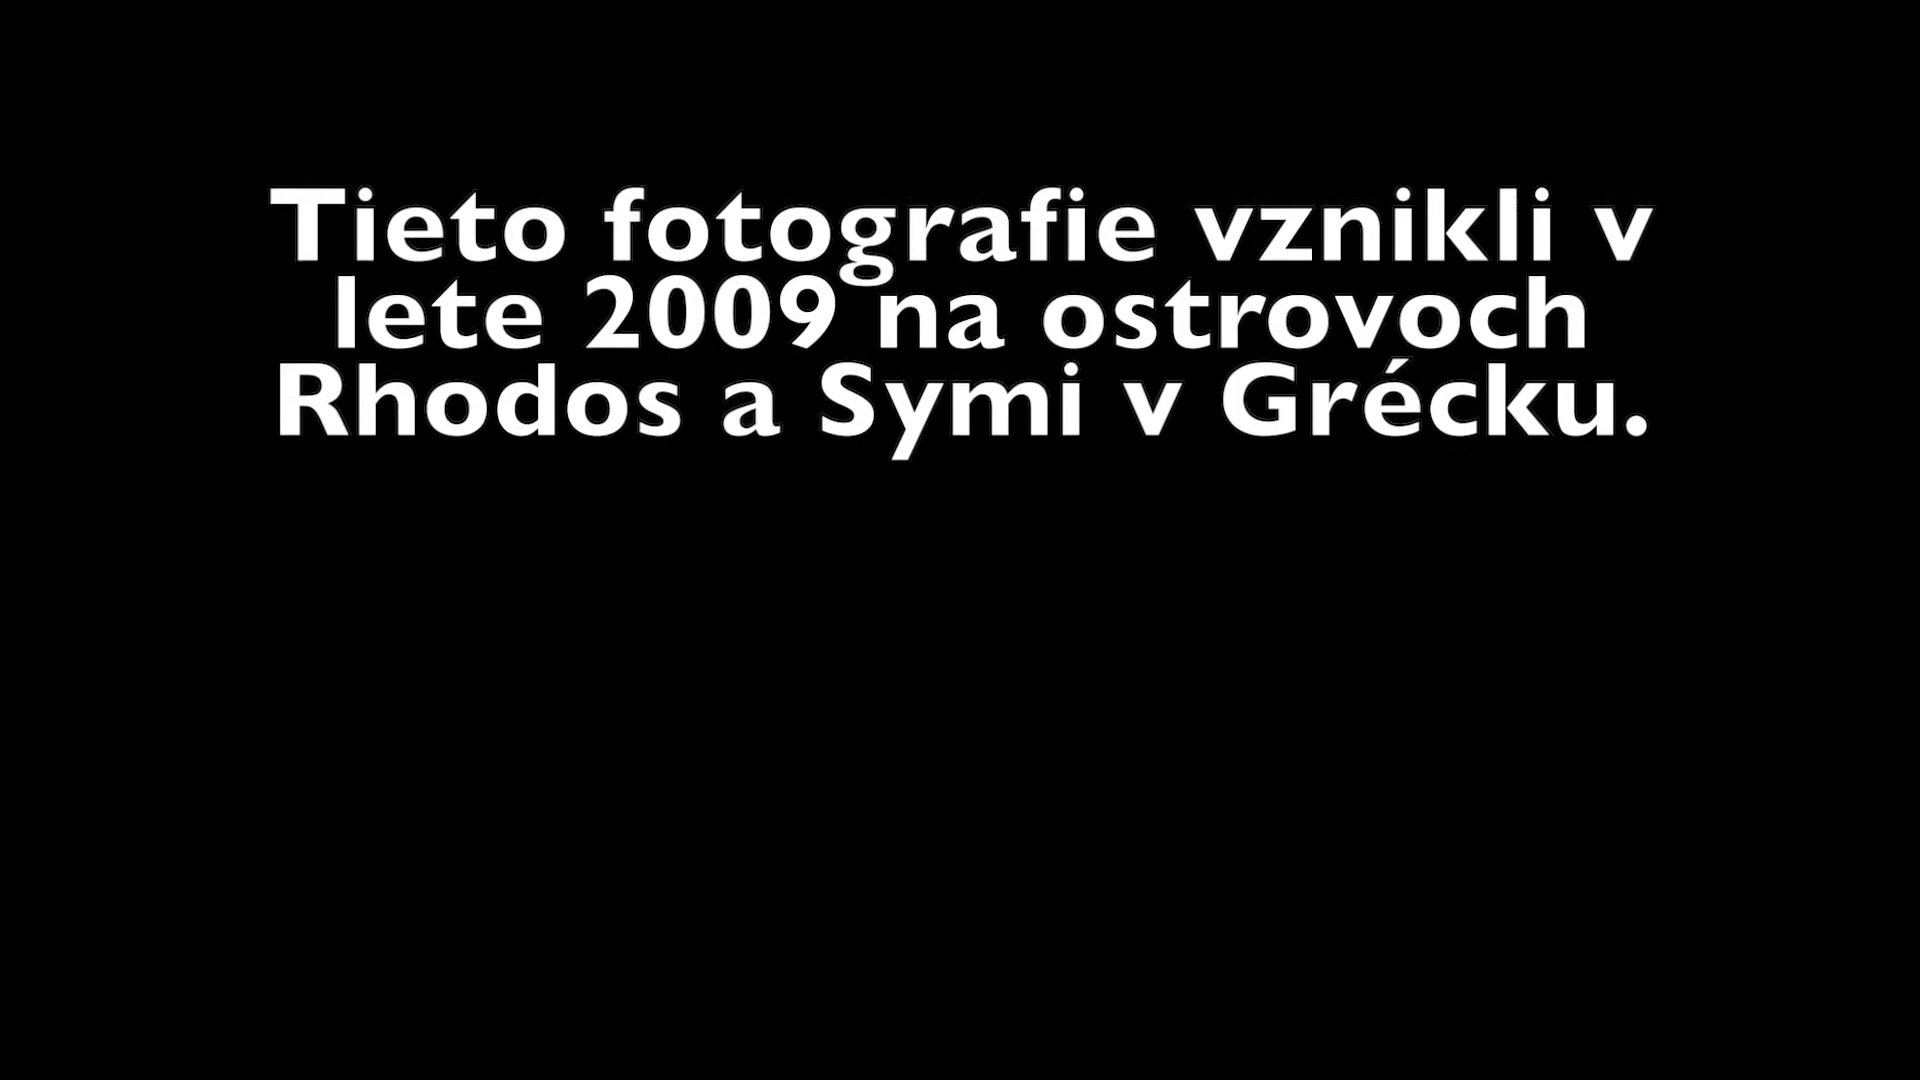 Tieto fotografie vznikli v
lete 2009 na ostrovoch
Rhodos a Symi v Grécku.